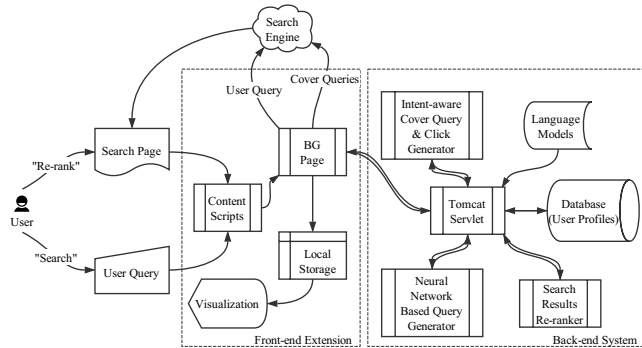 Search
Engine
User Query
Cover Queries
Intent-aware
Cover Query
& Click
Generator
Language
Models
"Re-rank"
Search Page
BG
Page
User
Content
Scripts
Tomcat
Servlet
Database
(User Profiles)
"Search"
User Query
Local
Storage
Visualization
Neural
Network
Based Query
Generator
Search
Results
Re-ranker
Front-end Extension
Back-end System